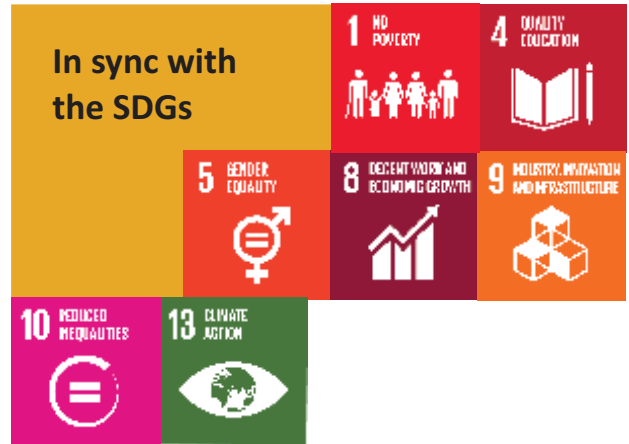 In sync with
the SDGs
1 NO
POVERTY
4 QUALITY
EDUCATION
5 GENDER
EQUALITY
8 DECENT WORK AND
ECONOMIC GROWTH
9 INDUSTRY, INNOVATION
AND INFRASTRUCTURE
10 REDUCED
INEQUALITIES
13 CLIMATE
ACTION